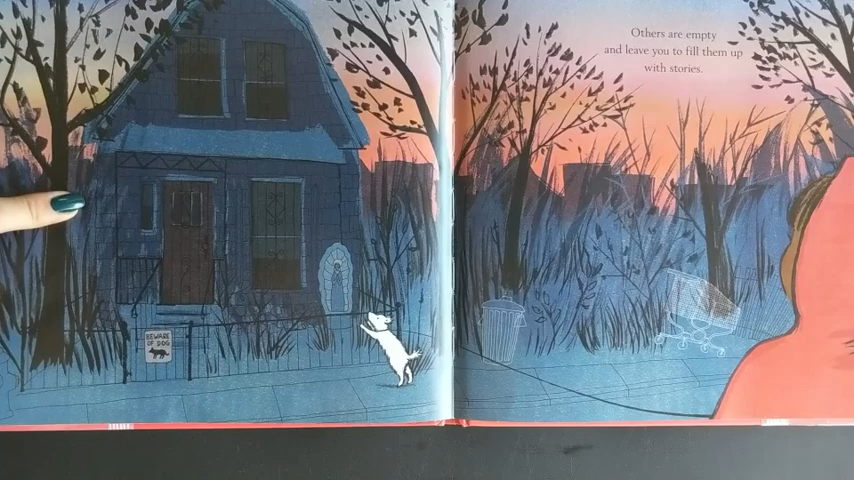 BEWARE
OF DOG
Others are empty
and leave you to fill them up
with stories.